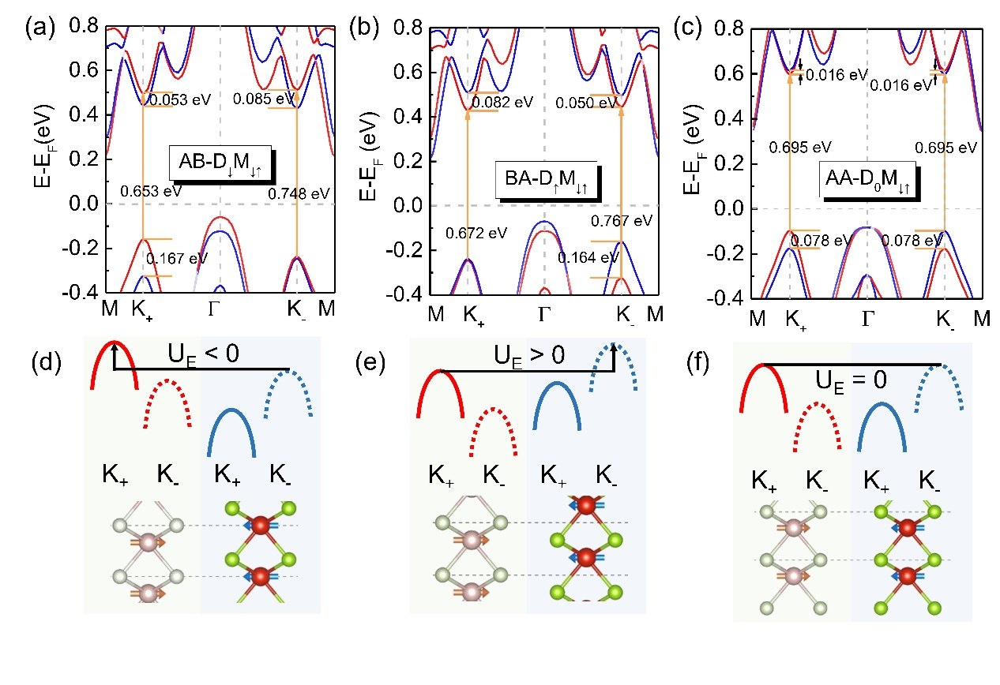 (a)
0.8
0.6
0.4
0.2
0.0
-0.2
-0.4
E-E_F(eV)
0.053 eV
0.085 eV
AB-D↓M↓↑
0.653 eV
0.748 eV
0.167 eV
M K₊ Γ K₋ M
(b)
0.8
0.6
0.4
0.2
0.0
-0.2
-0.4
E-E_F (eV)
0.082 eV
0.050 eV
BA-D↑M↓↑
0.767 eV
0.672 eV
0.164 eV
M K₊ Γ K₋ M
(c)
0.8
0.6
0.4
0.2
0.0
-0.2
-0.4
E-E_F (eV)
0.016 eV
0.016 eV
0.695 eV
0.695 eV
AA-D₀M↓↑
0.078 eV
0.078 eV
M K₊ Γ K₋ M
(d)
U_E < 0
K₊ K₋ K₊ K₋
(e)
U_E > 0
K₊ K₋ K₊ K₋
(f)
U_E = 0
K₊ K₋ K₊ K₋